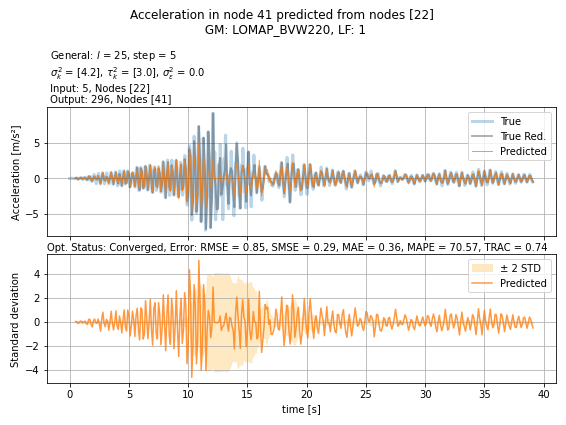 Acceleration in node 41 predicted from nodes [22]
GM: LOMAP_BVW220, LF: 1
General: l = 25, step = 5
σ²ₖ = [4.2], τ²ₖ = [3.0], σ²ε = 0.0
Input: 5, Nodes [22]
Output: 296, Nodes [41]
Acceleration [m/s²]
5
0
−5
True
True Red.
Predicted
Opt. Status: Converged, Error: RMSE = 0.85, SMSE = 0.29, MAE = 0.36, MAPE = 70.57, TRAC = 0.74
Standard deviation
4
2
0
−2
−4
± 2 STD
Predicted
0 5 10 15 20 25 30 35 40
time [s]